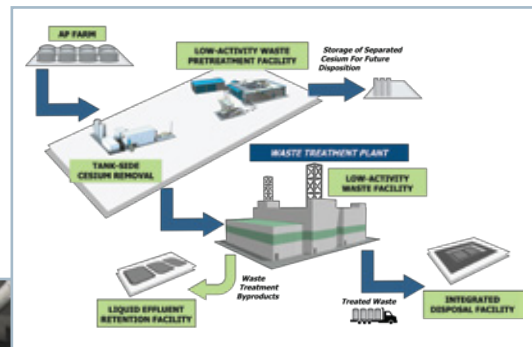 AP FARM
LOW-ACTIVITY WASTE
PRETREATMENT FACILITY
Storage of Separated
Cesium For Future
Disposition
TANK-SIDE
CESIUM REMOVAL
WASTE TREATMENT PLANT
LOW-ACTIVITY
WASTE FACILITY
Waste
Treatment
Byproducts
LIQUID EFFLUENT
RETENTION FACILITY
Treated Waste
INTEGRATED
DISPOSAL FACILITY